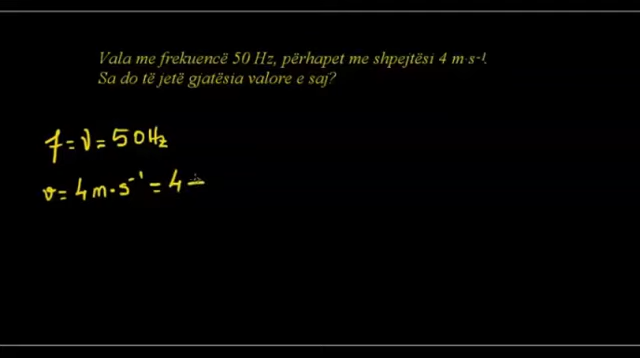 Vala me frekuencë 50 Hz, përhapet me shpejtësi 4 m·s⁻¹.
Sa do të jetë gjatësia valore e saj?
f = ν = 50 Hz
v = 4 m·s⁻¹ = 4